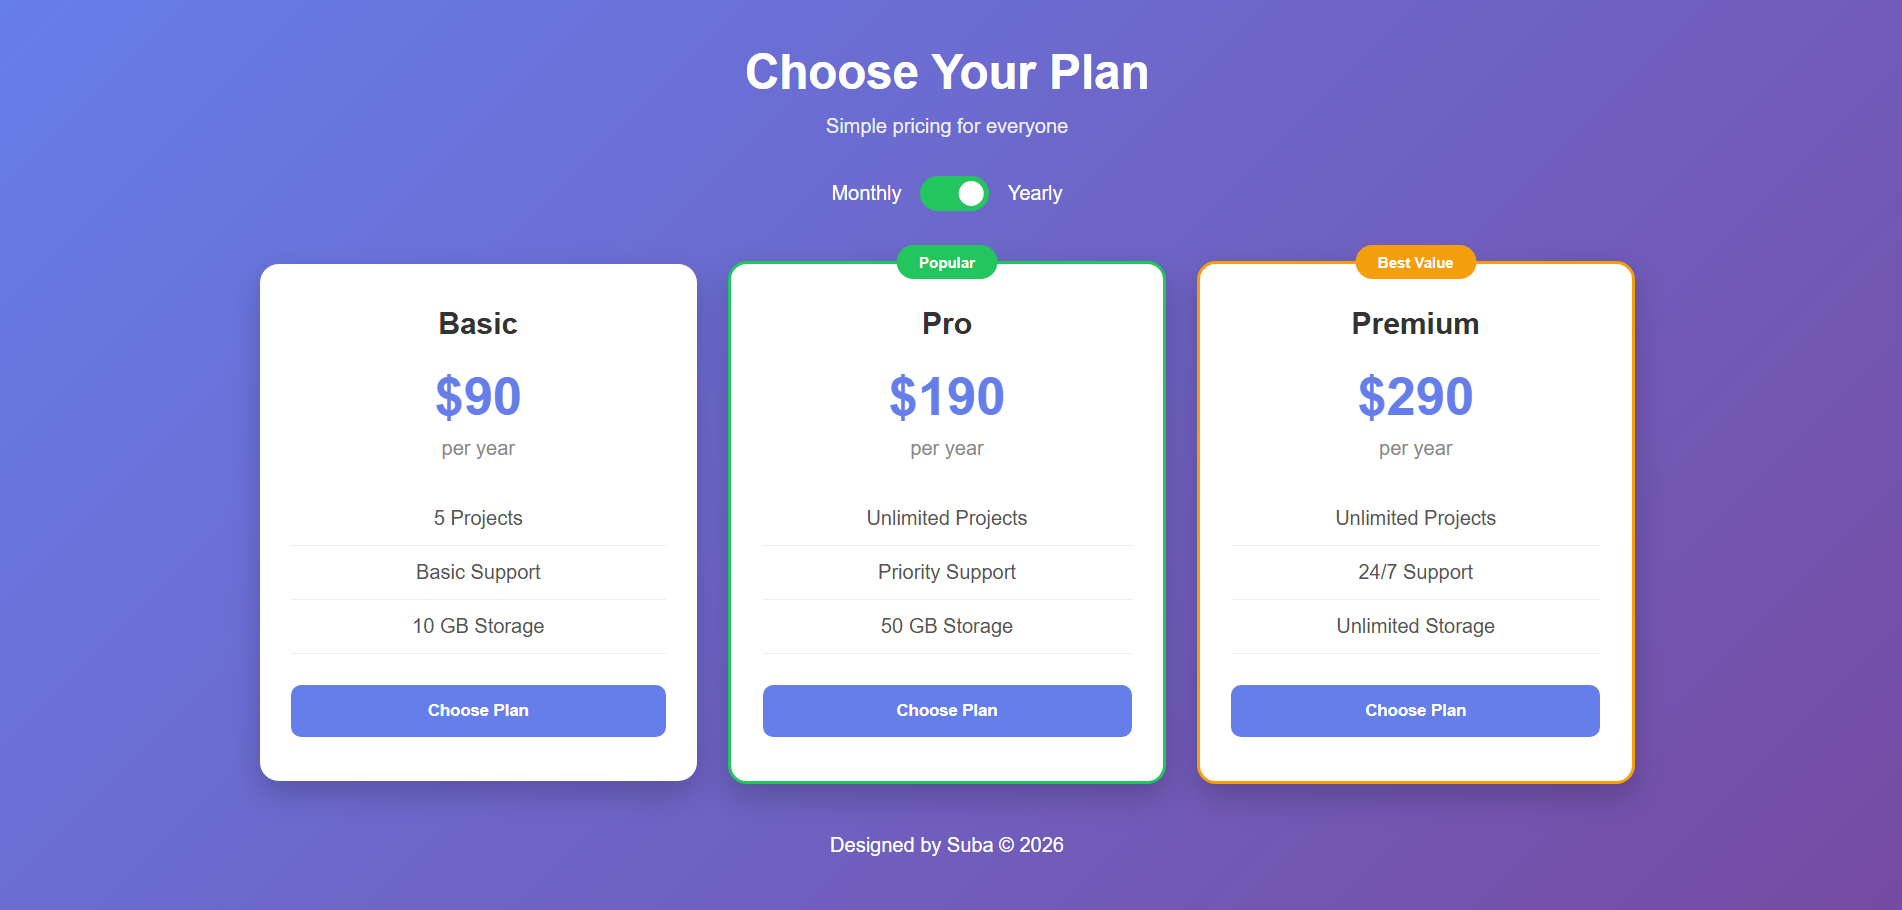 Choose Your Plan
Simple pricing for everyone
Monthly Yearly
Basic
$90
per year
5 Projects
Basic Support
10 GB Storage
Choose Plan
Popular
Pro
$190
per year
Unlimited Projects
Priority Support
50 GB Storage
Choose Plan
Best Value
Premium
$290
per year
Unlimited Projects
24/7 Support
Unlimited Storage
Choose Plan
Designed by Suba © 2026